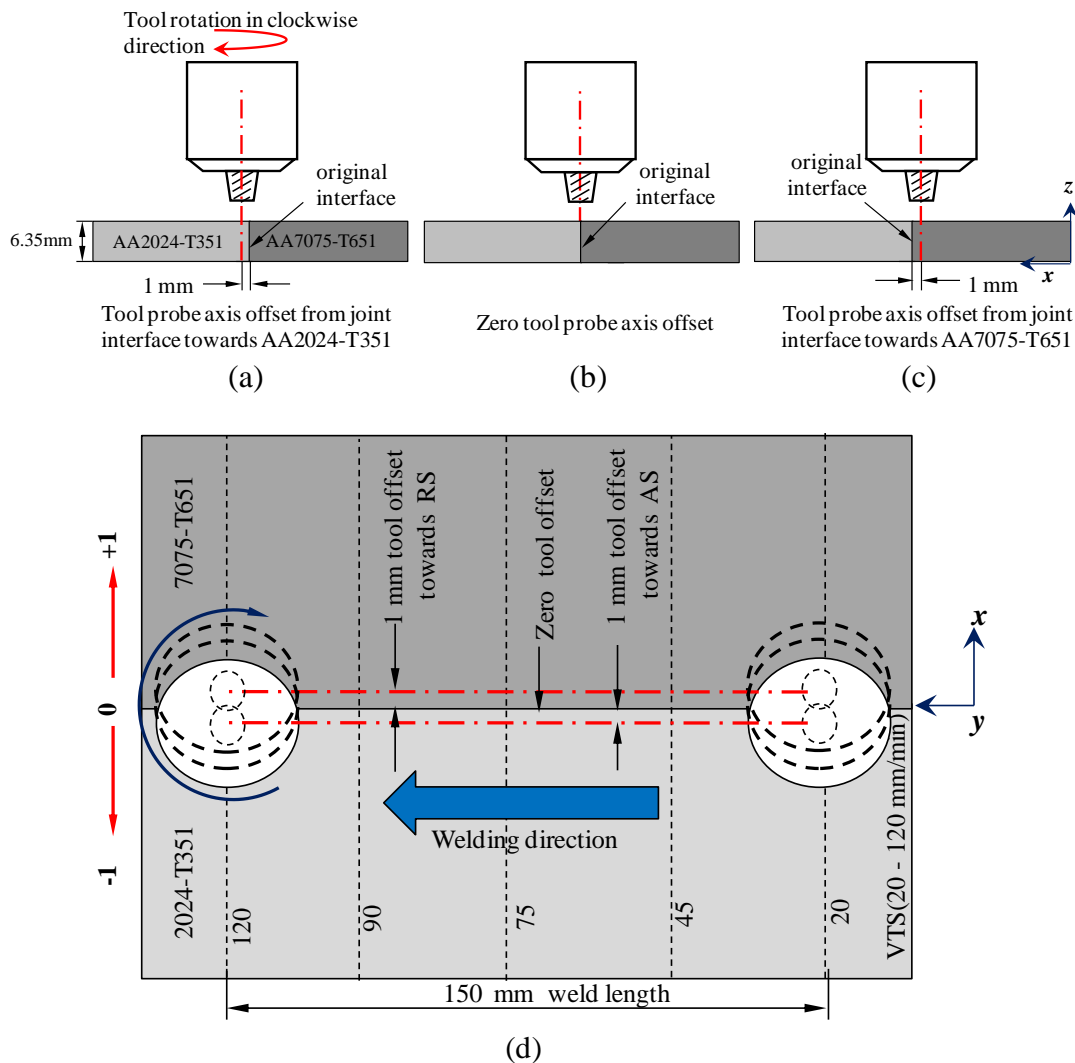 Tool rotation in clockwise
direction
original
interface
6.35mm
AA2024-T351
AA7075-T651
1 mm
Tool probe axis offset from joint
interface towards AA2024-T351
(a)
original
interface
Zero tool probe axis offset
(b)
original
interface
z
x
1 mm
Tool probe axis offset from joint
interface towards AA7075-T651
(c)
+1
0
-1
7075-T651
2024-T351
1 mm tool offset
towards RS
Zero tool offset
1 mm tool offset
towards AS
x
y
Welding direction
120
90
75
45
20
VTS(20 - 120 mm/min)
150 mm weld length
(d)